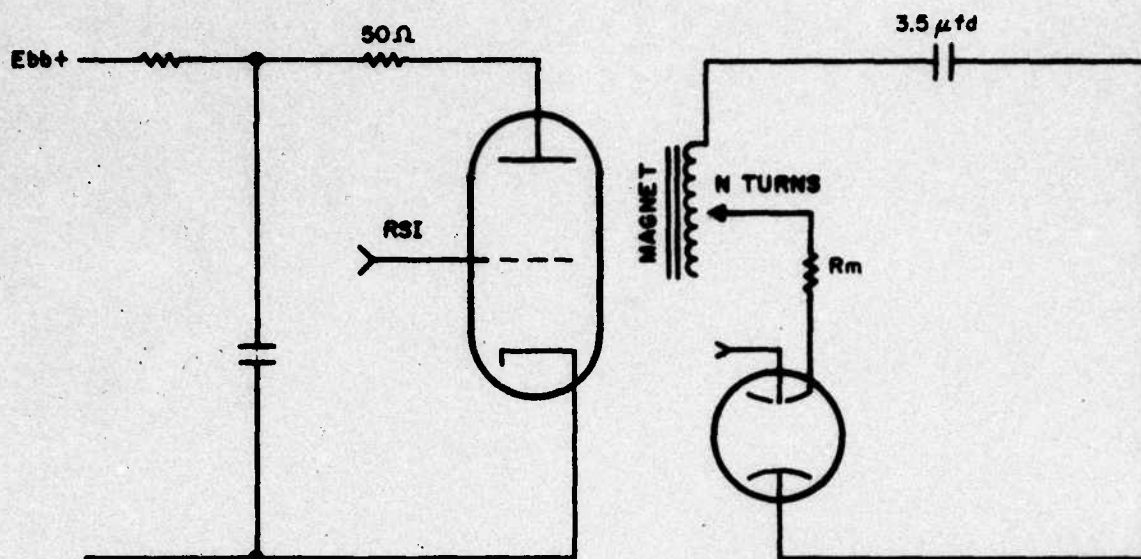 Ebb+
50Ω
3.5 μfd
RSI
MAGNET
N TURNS
Rm